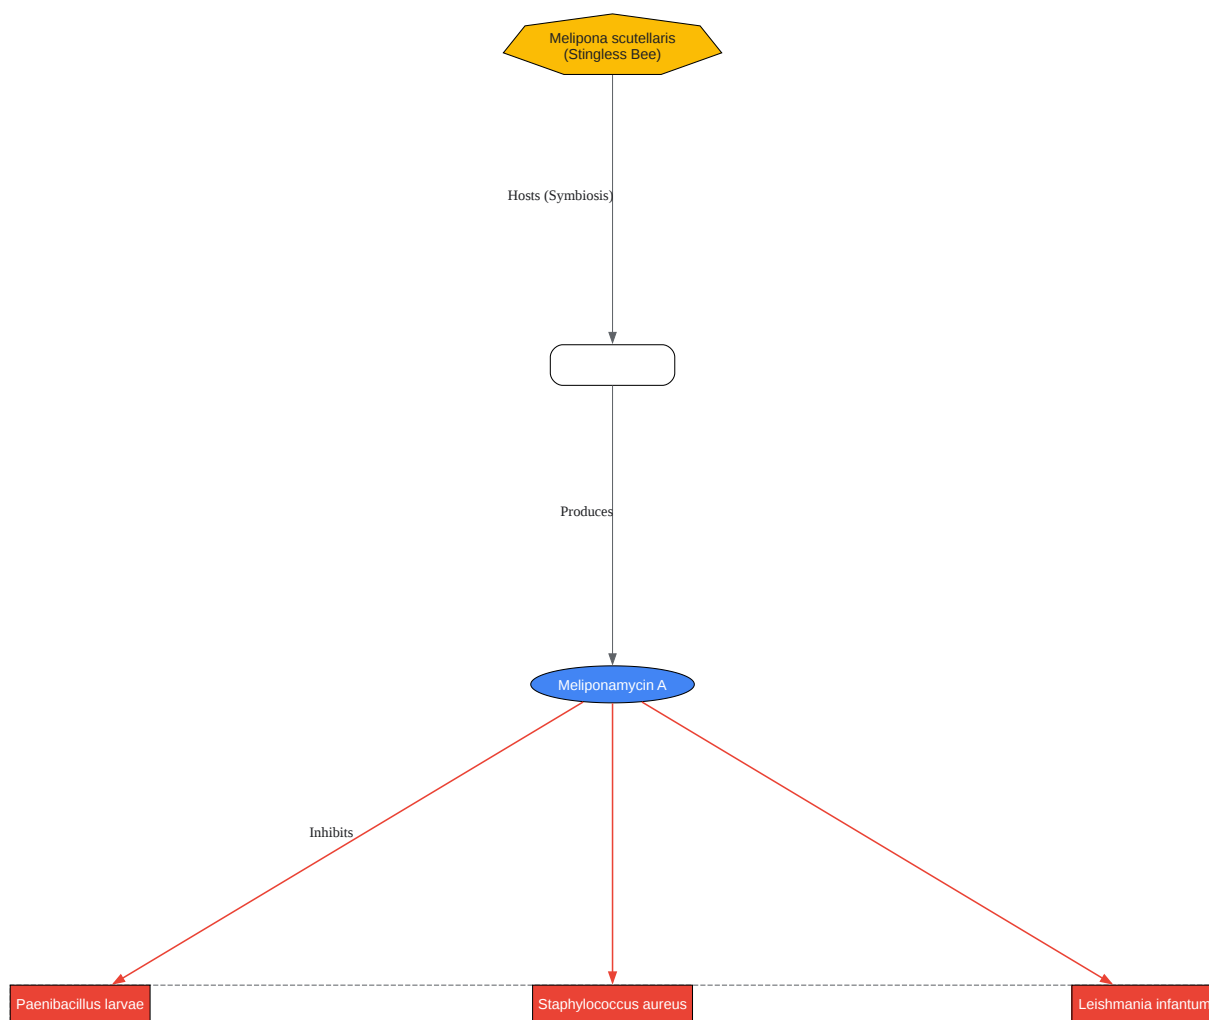 Melipona scutellaris
(Stingless Bee)
Hosts (Symbiosis)
Produces
Meliponamycin A
Inhibits
Paenibacillus larvae
Staphylococcus aureus
Leishmania infantum